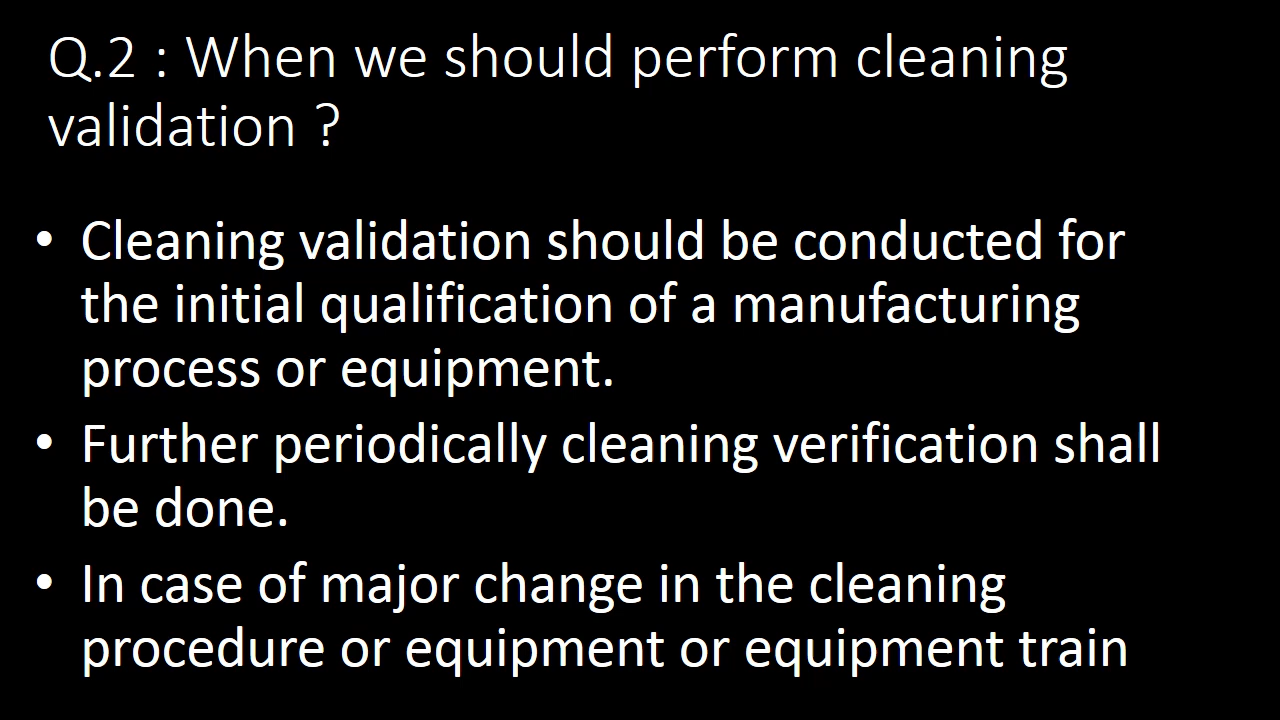 Q.2 : When we should perform cleaning
validation ?
• Cleaning validation should be conducted for
the initial qualification of a manufacturing
process or equipment.
• Further periodically cleaning verification shall
be done.
• In case of major change in the cleaning
procedure or equipment or equipment train